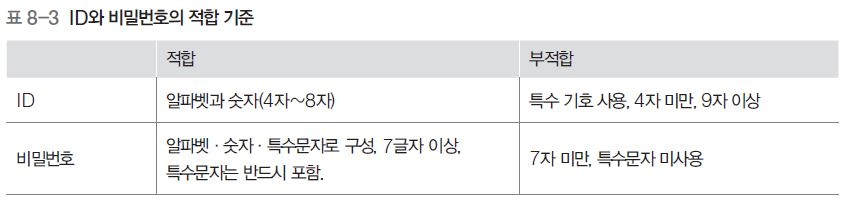 표 8-3 ID와 비밀번호의 적합 기준
적합 부적합
ID 알파벳과 숫자(4자~8자) 특수 기호 사용, 4자 미만, 9자 이상
비밀번호 알파벳 · 숫자 · 특수문자로 구성, 7글자 이상, 7자 미만, 특수문자 미사용
특수문자는 반드시 포함.